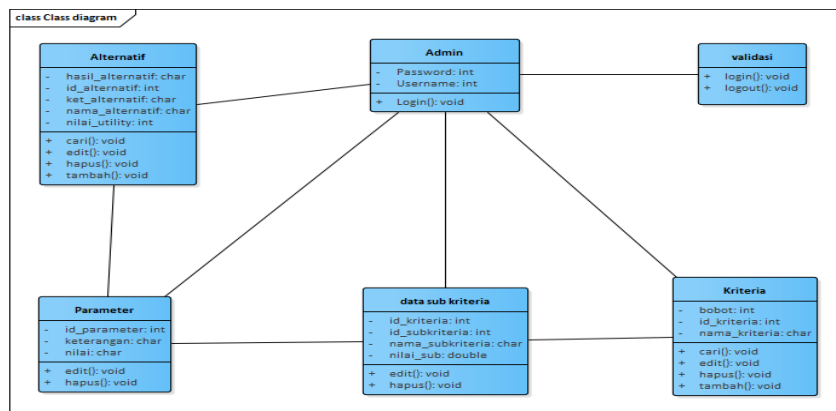 class Class diagram
Alternatif
- hasil_alternatif: char
- id_alternatif: int
- ket_alternatif: char
- nama_alternatif: char
- nilai_utility: int
+ cari(): void
+ edit(): void
+ hapus(): void
+ tambah(): void
Admin
- Password: int
- Username: int
+ Login(): void
validasi
+ login(): void
+ logout(): void
Parameter
- id_parameter: int
- keterangan: char
- nilai: char
+ edit(): void
+ hapus(): void
data sub kriteria
- id_kriteria: int
- id_subkriteria: int
- nama_subkriteria: char
- nilai_sub: double
+ edit(): void
+ hapus(): void
Kriteria
- bobot: int
- id_kriteria: int
- nama_kriteria: char
+ cari(): void
+ edit(): void
+ hapus(): void
+ tambah(): void